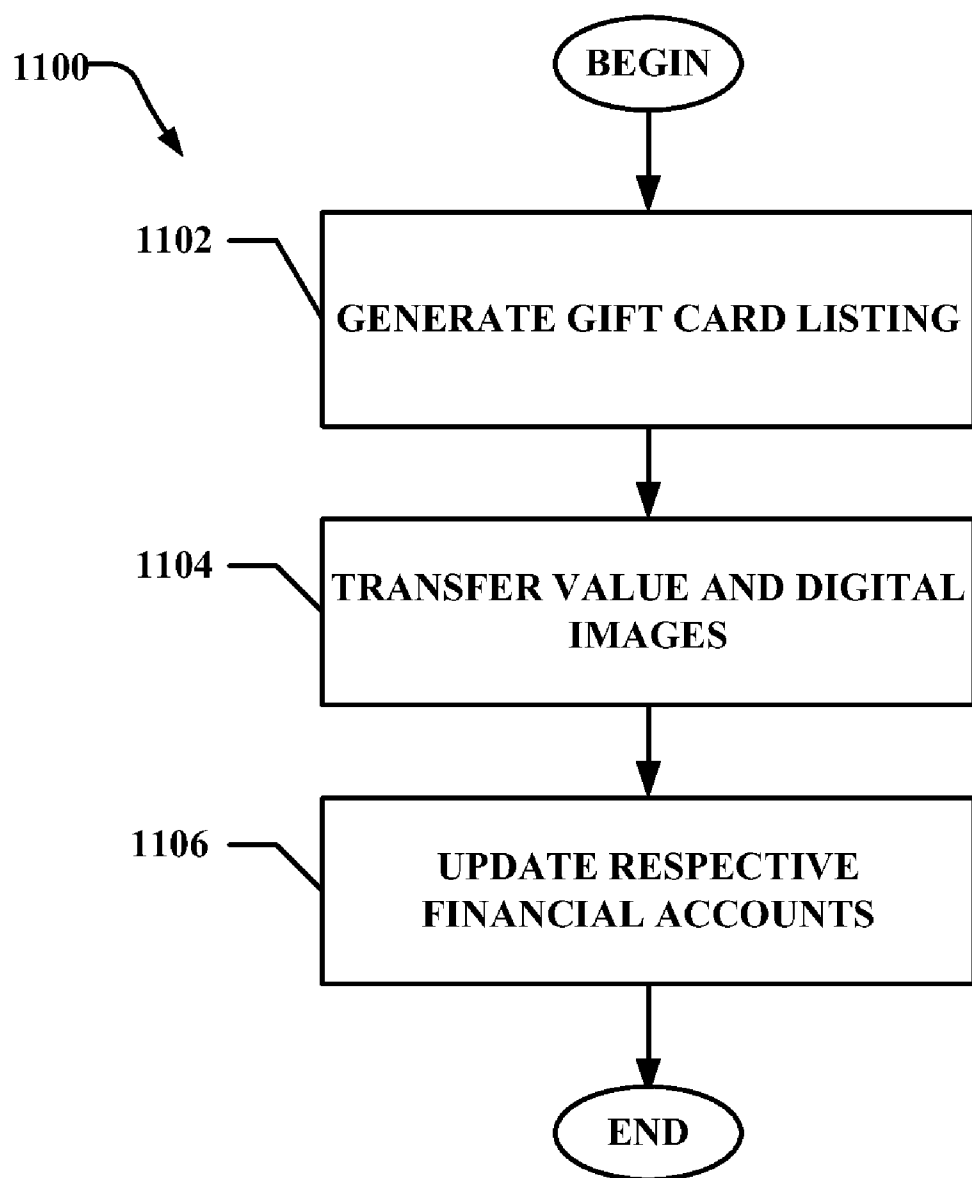 1100
BEGIN
1102
GENERATE GIFT CARD LISTING
1104
TRANSFER VALUE AND DIGITAL
IMAGES
1106
UPDATE RESPECTIVE
FINANCIAL ACCOUNTS
END